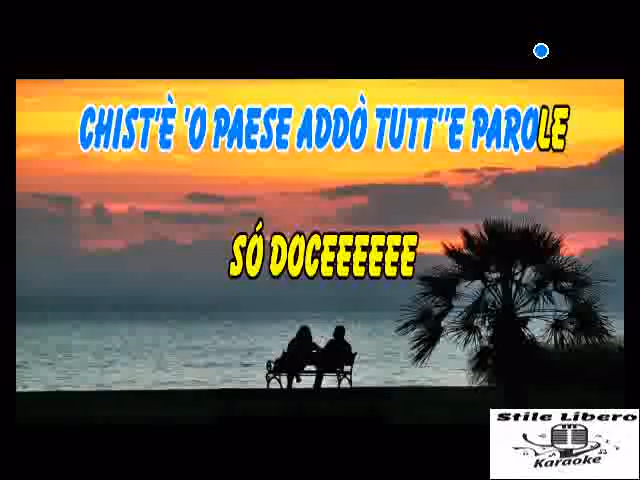 CHIST'È 'O PAESE ADDÒ TUTT''E PAROLE
SÓ DOCEEEEEE
Stile Libero
Karaoke